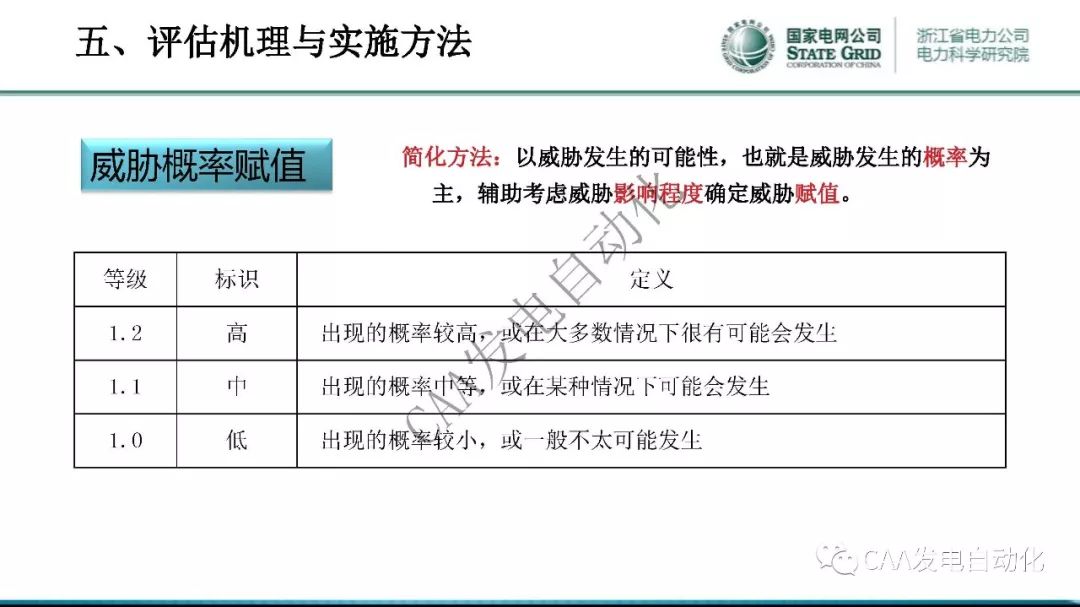 五、评估机理与实施方法
国家电网公司
STATE GRID
CORPORATION OF CHINA
浙江省电力公司
电力科学研究院
威胁概率赋值
简化方法：以威胁发生的可能性，也就是威胁发生的概率为
主，辅助考虑威胁影响程度确定威胁赋值。
等级 标识 定义
1.2 高 出现的概率较高，或在大多数情况下很有可能会发生
1.1 中 出现的概率中等，或在某种情况下可能会发生
1.0 低 出现的概率较小，或一般不太可能发生
CAA发电自动化
CAA发电自动化